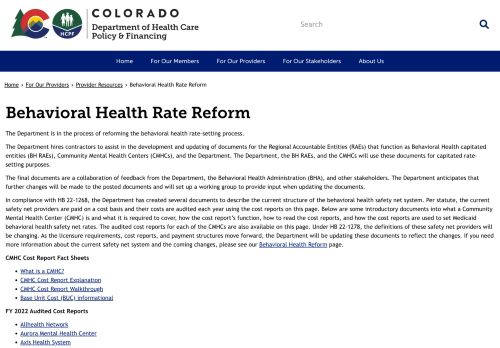 COLORADO
Department of Health Care
Policy & Financing
HCPF
Search
Home
For Our Members
For Our Providers
For Our Stakeholders
About Us
Home › For Our Providers › Provider Resources › Behavioral Health Rate Reform
Behavioral Health Rate Reform
The Department is in the process of reforming the behavioral health rate-setting process.
The Department hires contractors to assist in the development and updating of documents for the Regional Accountable Entities (RAEs) that function as Behavioral Health capitated
entities (BH RAEs), Community Mental Health Centers (CMHCs), and the Department. The Department, the BH RAEs, and the CMHCs will use these documents for capitated rate-
setting purposes.
The final documents are a collaboration of feedback from the Department, the Behavioral Health Administration (BHA), and other stakeholders. The Department anticipates that
further changes will be made to the posted documents and will set up a working group to provide input when updating the documents.
In compliance with HB 22-1268, the Department has created several documents to describe the current structure of the behavioral health safety net system. Per statute, the current
safety net providers are paid on a cost basis and their costs are audited each year using the cost reports on this page. Below are some introductory documents into what a Community
Mental Health Center (CMHC) is and what it is required to cover, how the cost report's function, how to read the cost reports, and how the cost reports are used to set Medicaid
behavioral health safety net rates. The audited cost reports for each of the CMHCs are also available on this page. Under HB 22-1278, the definitions of these safety net providers will
be changing. As the licensure requirements, cost reports, and payment structures move forward, the Department will be updating these documents to reflect the changes. If you need
more information about the current safety net system and the coming changes, please see our Behavioral Health Reform page.
CMHC Cost Report Fact Sheets
What is a CMHC?
CMHC Cost Report Explanation
CMHC Cost Report Walkthrough
Base Unit Cost (BUC) informational
FY 2022 Audited Cost Reports
Allhealth Network
Aurora Mental Health Center
Axis Health System